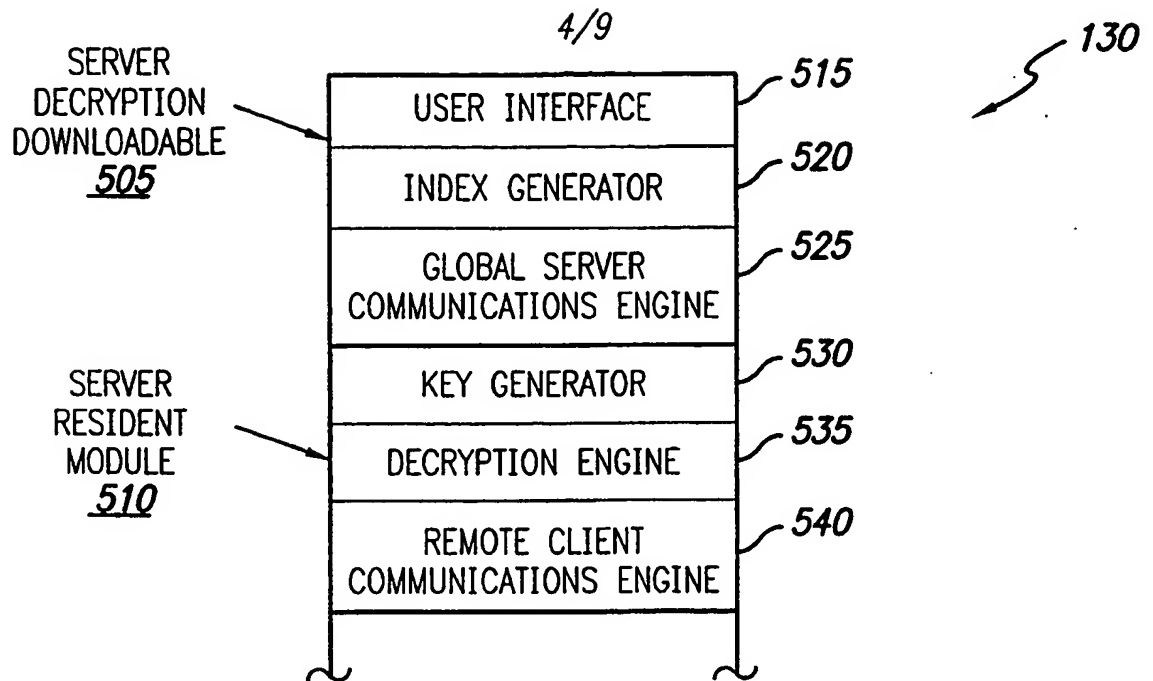 4/9
130
SERVER
DECRYPTION
DOWNLOADABLE
505
USER INTERFACE
515
INDEX GENERATOR
520
GLOBAL SERVER
COMMUNICATIONS ENGINE
525
SERVER
RESIDENT
MODULE
510
KEY GENERATOR
530
DECRYPTION ENGINE
535
REMOTE CLIENT
COMMUNICATIONS ENGINE
540